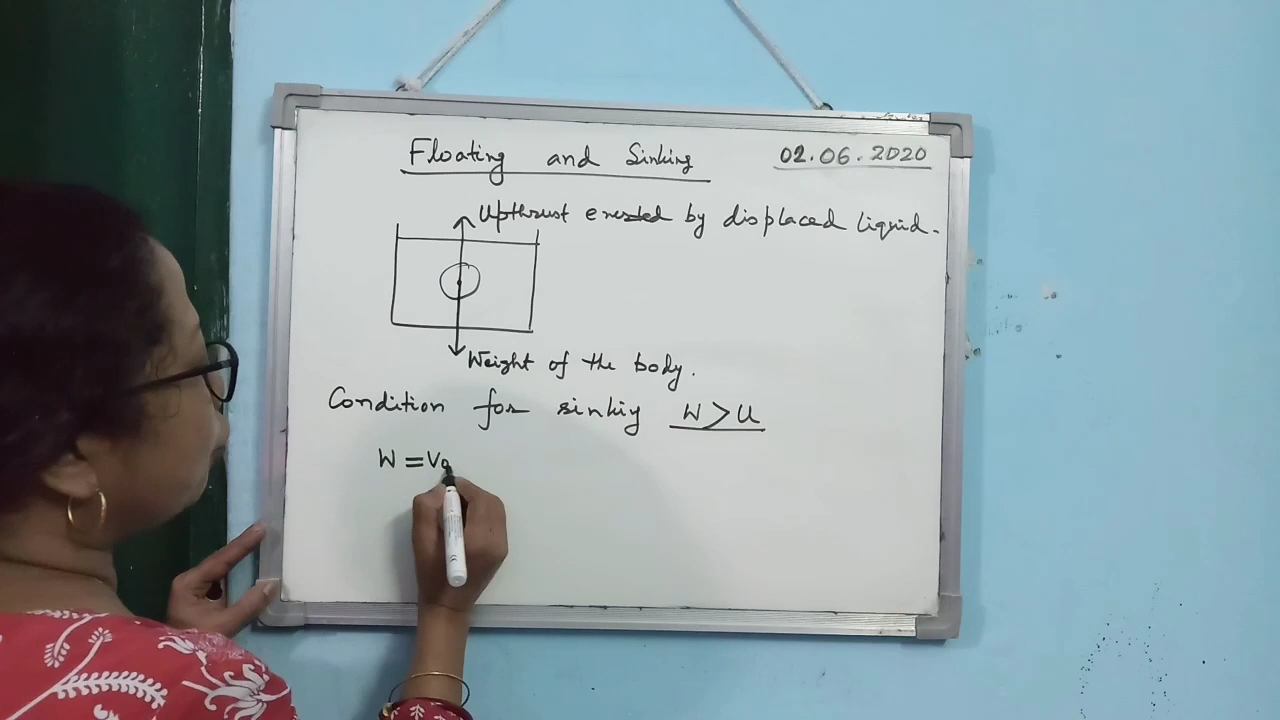 Floating and Sinking
02.06.2020
Upthrust exerted by displaced liquid.
Weight of the body.
Condition for sinking W > U
W = V